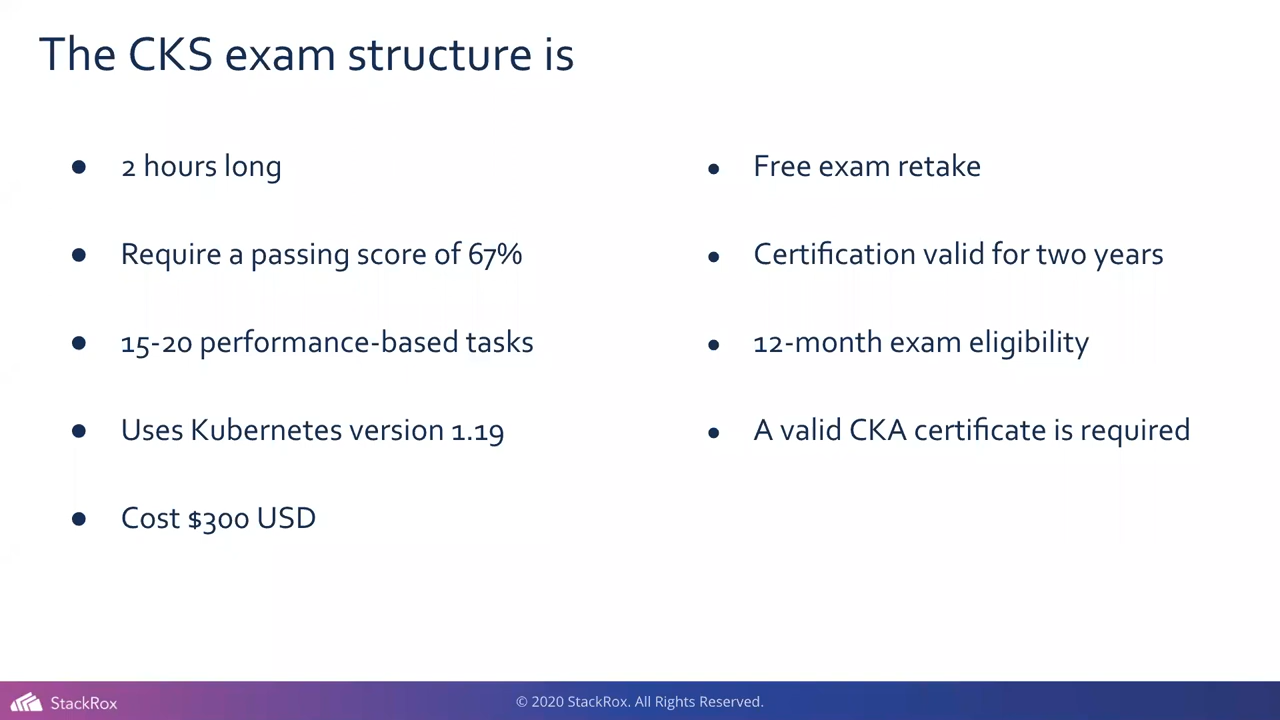 The CKS exam structure is
● 2 hours long
● Require a passing score of 67%
● 15-20 performance-based tasks
● Uses Kubernetes version 1.19
● Cost $300 USD
● Free exam retake
● Certification valid for two years
● 12-month exam eligibility
● A valid CKA certificate is required
StackRox
© 2020 StackRox. All Rights Reserved.